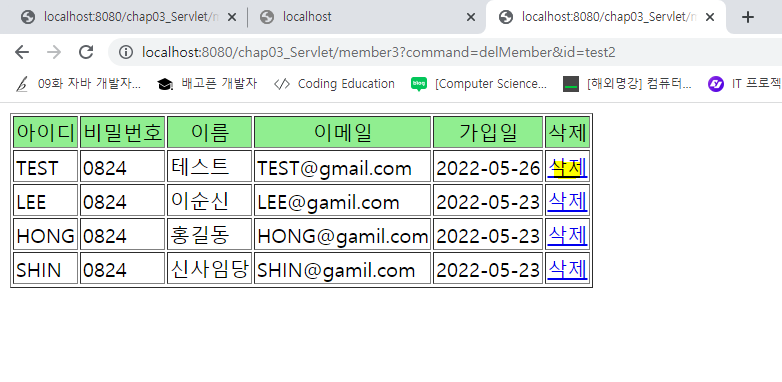 localhost:8080/chap03_Servlet/m
localhost
localhost:8080/chap03_Servlet/m
localhost:8080/chap03_Servlet/member3?command=delMember&id=test2
09화 자바 개발자... 배고픈 개발자 Coding Education blog [Computer Science... [해외명강] 컴퓨터... IT 프로젝
아이디 비밀번호 이름 이메일 가입일 삭제
TEST 0824 테스트 TEST@gmail.com 2022-05-26 삭제
LEE 0824 이순신 LEE@gamil.com 2022-05-23 삭제
HONG 0824 홍길동 HONG@gamil.com 2022-05-23 삭제
SHIN 0824 신사임당 SHIN@gamil.com 2022-05-23 삭제